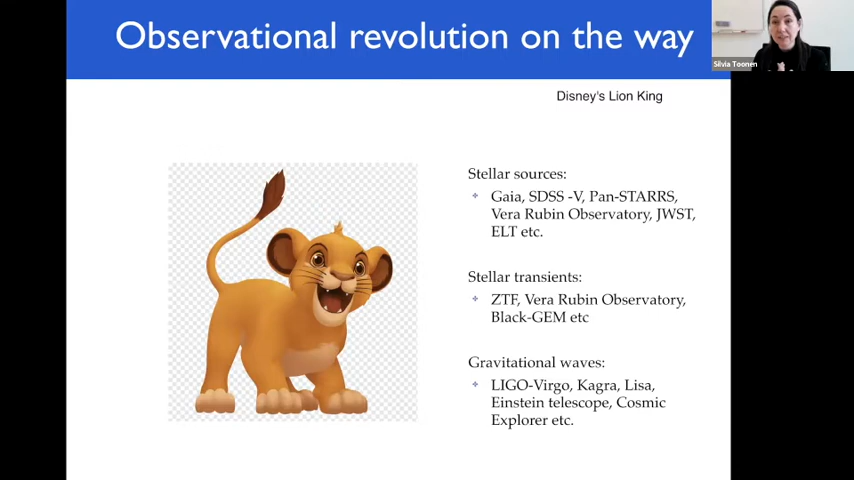 Observational revolution on the way
Silvia Toonen
Disney's Lion King
Stellar sources:
Gaia, SDSS -V, Pan-STARRS,
Vera Rubin Observatory, JWST,
ELT etc.
Stellar transients:
ZTF, Vera Rubin Observatory,
Black-GEM etc
Gravitational waves:
LIGO-Virgo, Kagra, Lisa,
Einstein telescope, Cosmic
Explorer etc.